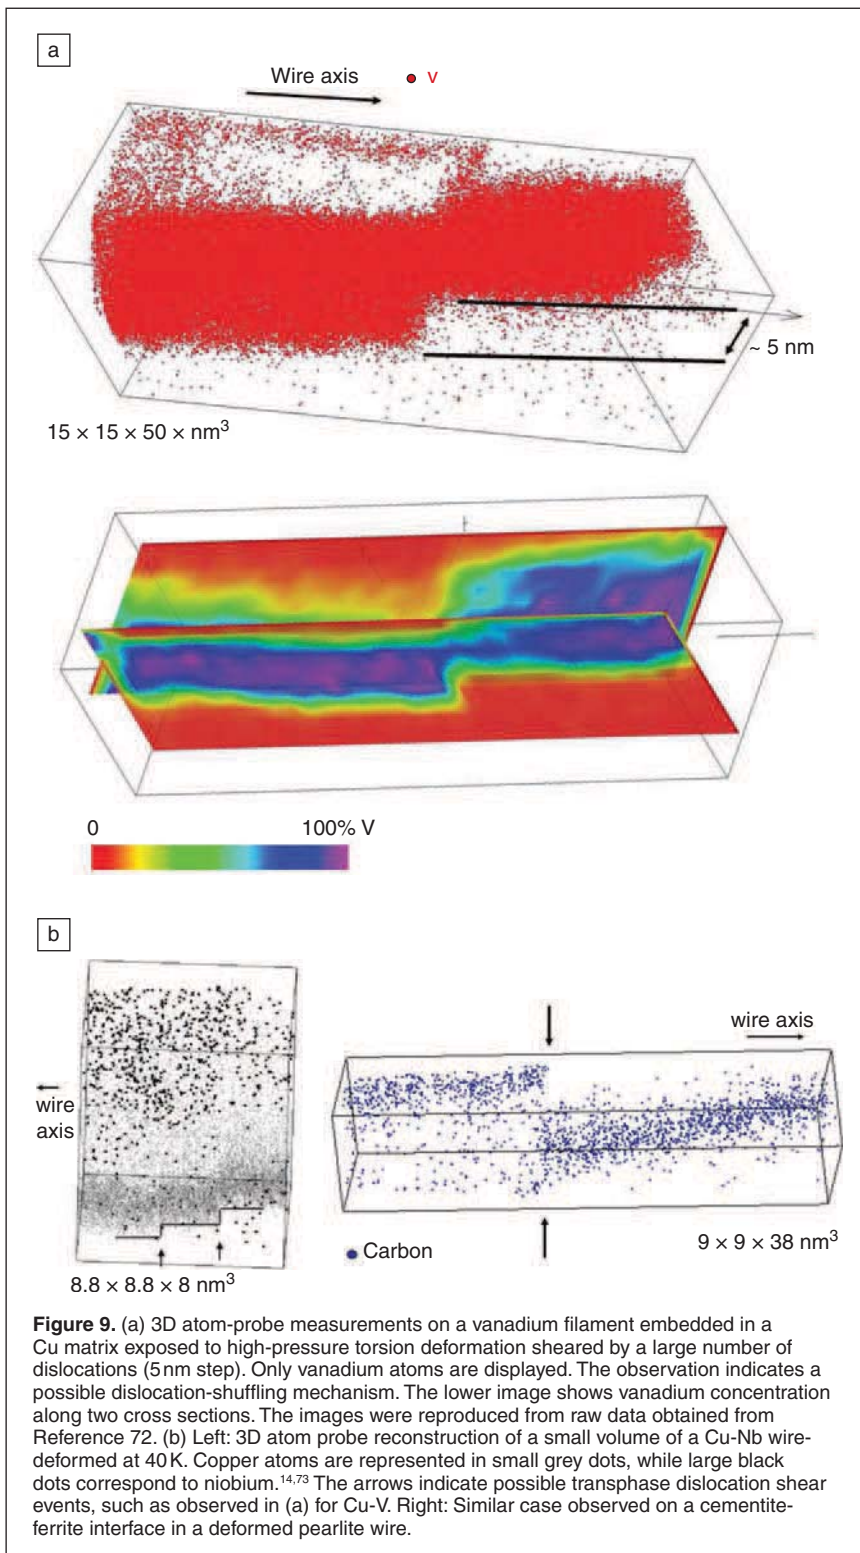 a
Wire axis
v
~ 5 nm
15 × 15 × 50 × nm³
0 100% V
b
wire axis
wire
axis
Carbon
9 × 9 × 38 nm³
8.8 × 8.8 × 8 nm³
Figure 9. (a) 3D atom-probe measurements on a vanadium filament embedded in a
Cu matrix exposed to high-pressure torsion deformation sheared by a large number of
dislocations (5 nm step). Only vanadium atoms are displayed. The observation indicates a
possible dislocation-shuffling mechanism. The lower image shows vanadium concentration
along two cross sections. The images were reproduced from raw data obtained from
Reference 72. (b) Left: 3D atom probe reconstruction of a small volume of a Cu-Nb wire-
deformed at 40 K. Copper atoms are represented in small grey dots, while large black
dots correspond to niobium.¹⁴,⁷³ The arrows indicate possible transphase dislocation shear
events, such as observed in (a) for Cu-V. Right: Similar case observed on a cementite-
ferrite interface in a deformed pearlite wire.